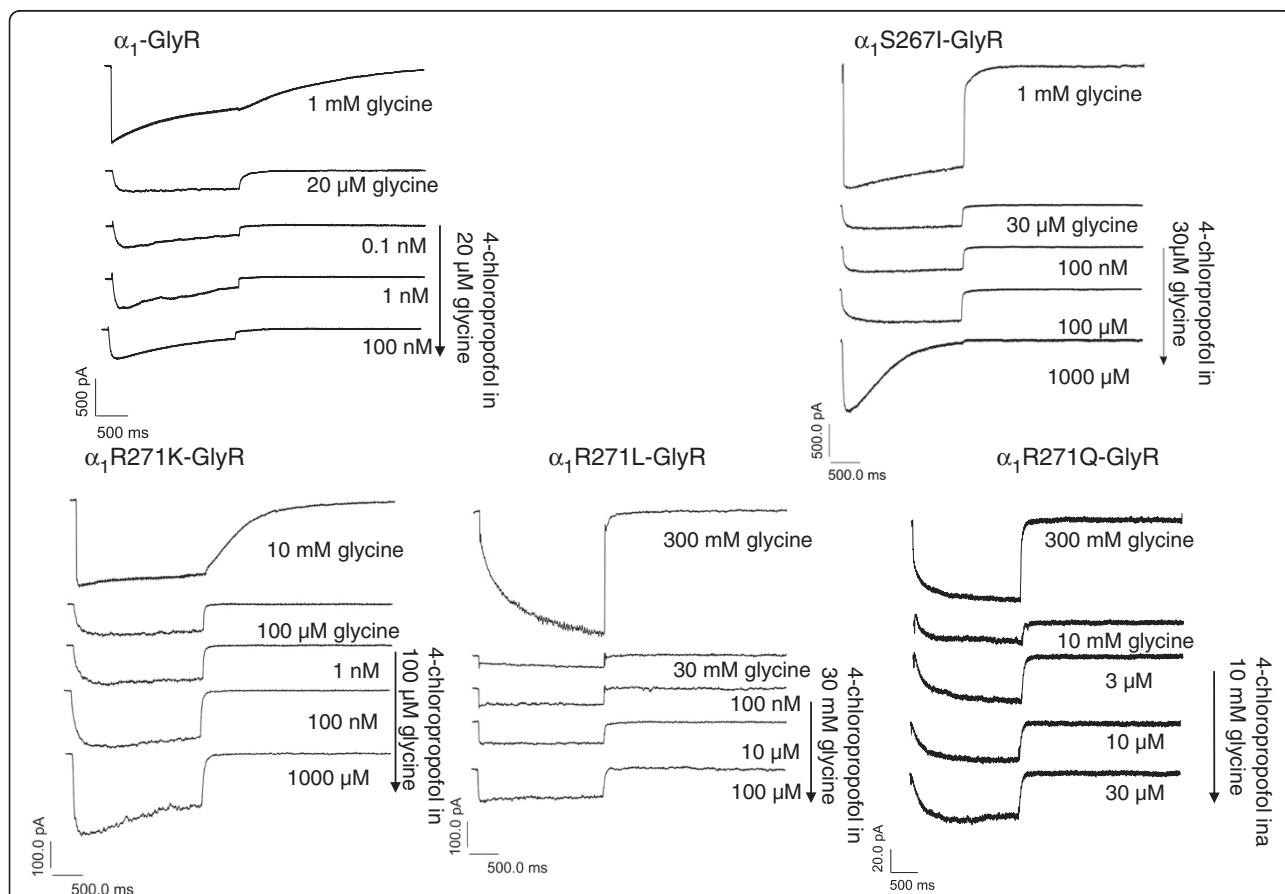 α1-GlyR
1 mM glycine
20 µM glycine
0.1 nM
1 nM
100 nM
4-chlorpropofol in
20 µM glycine
500 pA
500 ms
α1S267I-GlyR
1 mM glycine
30 µM glycine
100 nM
100 µM
1000 µM
4-chlorpropofol in
30µM glycine
500.0 pA
500.0 ms
α1R271K-GlyR
10 mM glycine
100 µM glycine
1 nM
100 nM
1000 µM
4-chloropropofol in
100 µM glycine
100.0 pA
500.0 ms
α1R271L-GlyR
300 mM glycine
30 mM glycine
100 nM
10 µM
100 µM
4-chloropropofol in
30 mM glycine
100.0 pA
500.0 ms
α1R271Q-GlyR
300 mM glycine
10 mM glycine
3 µM
10 µM
30 µM
4-chloropropofol ina
10 mM glycine
20.0 pA
500 ms